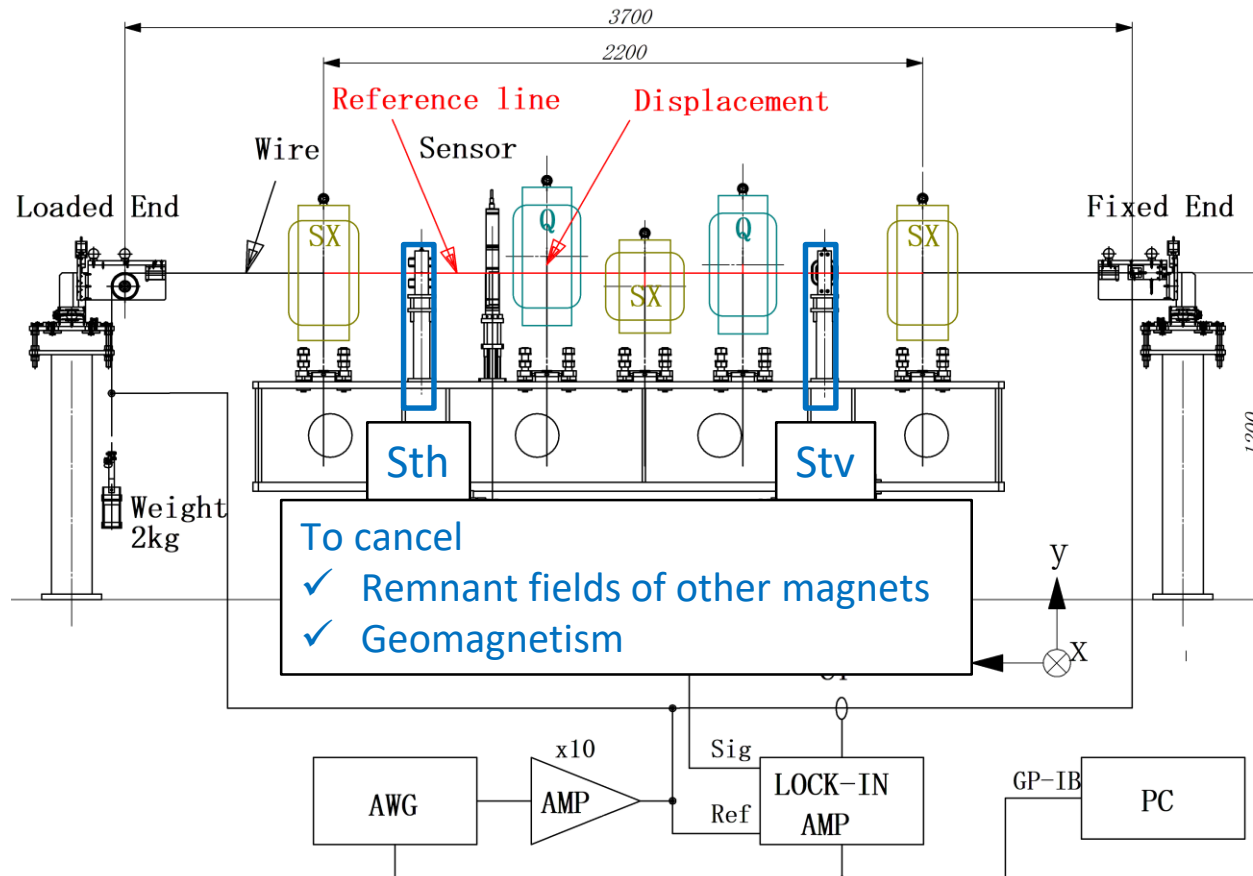 3700
2200
Reference line
Displacement
Wire
Sensor
Loaded End
Fixed End
SX
Q
SX
Q
SX
1200
Sth
Stv
Weight
2kg
To cancel
✓ Remnant fields of other magnets
✓ Geomagnetism
y
X
x10
Sig
AWG
AMP
Ref
LOCK-IN
AMP
GP-IB
PC